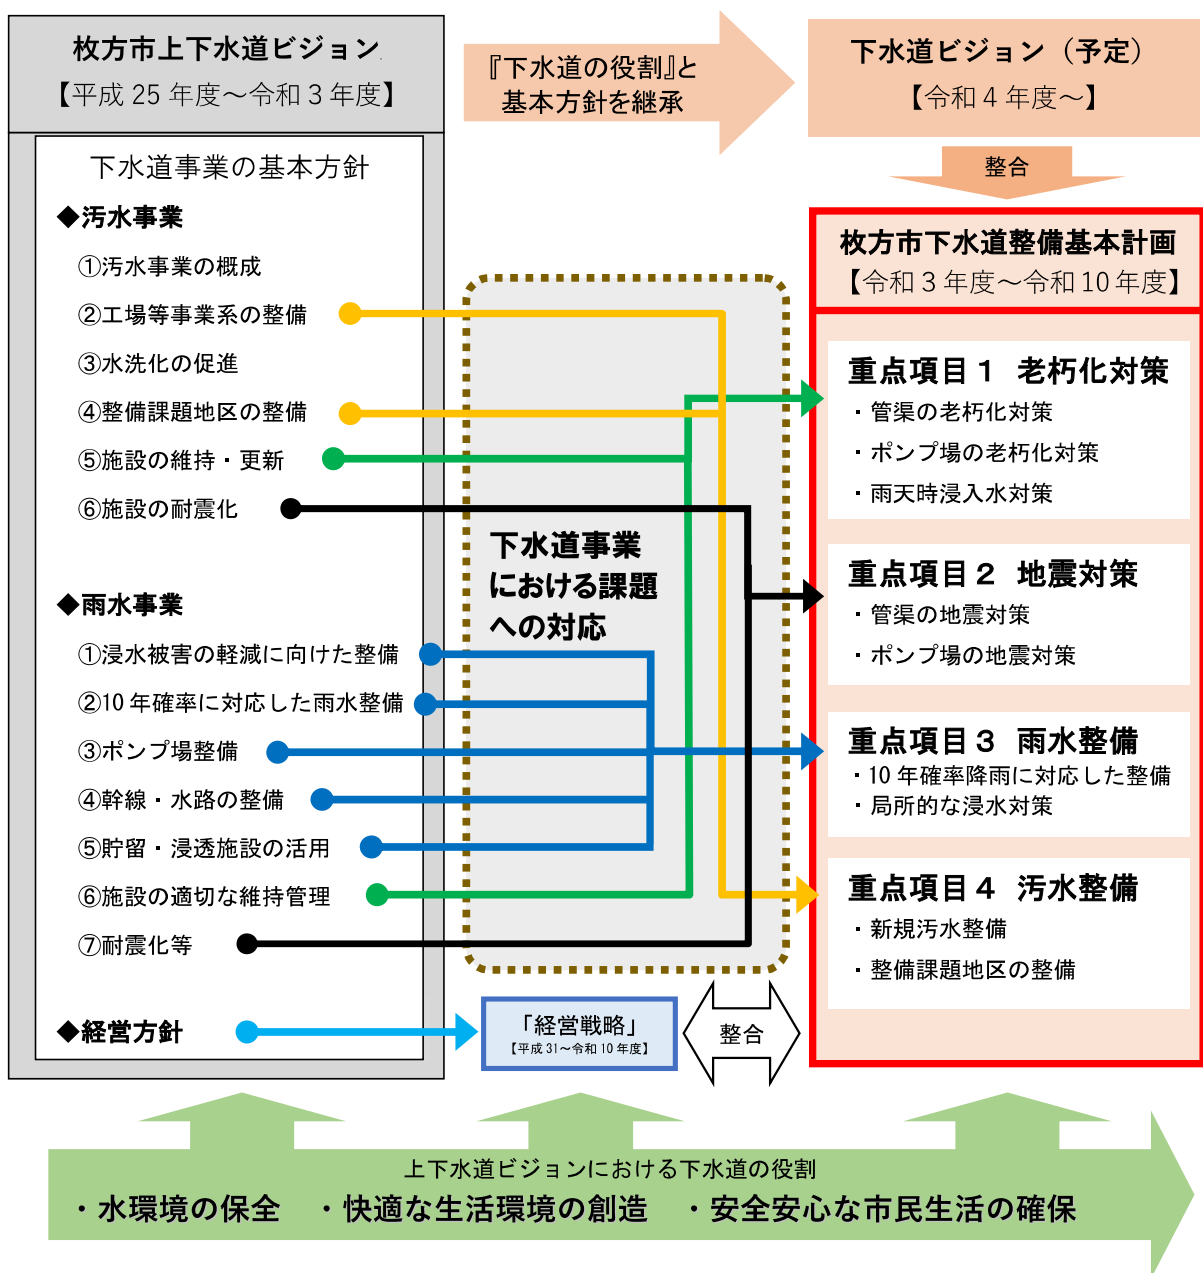 枚方市上下水道ビジョン
【平成25年度～令和3年度】
『下水道の役割』と
基本方針を継承
下水道ビジョン（予定）
【令和4年度～】
整合
下水道事業の基本方針
◆汚水事業
①汚水事業の概成
②工場等事業系の整備
③水洗化の促進
④整備課題地区の整備
⑤施設の維持・更新
⑥施設の耐震化
◆雨水事業
①浸水被害の軽減に向けた整備
②10年確率に対応した雨水整備
③ポンプ場整備
④幹線・水路の整備
⑤貯留・浸透施設の活用
⑥施設の適切な維持管理
⑦耐震化等
◆経営方針
下水道事業
における課題
への対応
「経営戦略」
【平成31～令和10年度】
整合
枚方市下水道整備基本計画
【令和3年度～令和10年度】
重点項目１ 老朽化対策
・管渠の老朽化対策
・ポンプ場の老朽化対策
・雨天時浸入水対策
重点項目２ 地震対策
・管渠の地震対策
・ポンプ場の地震対策
重点項目３ 雨水整備
・10年確率降雨に対応した整備
・局所的な浸水対策
重点項目４ 汚水整備
・新規汚水整備
・整備課題地区の整備
上下水道ビジョンにおける下水道の役割
・水環境の保全 ・快適な生活環境の創造 ・安全安心な市民生活の確保